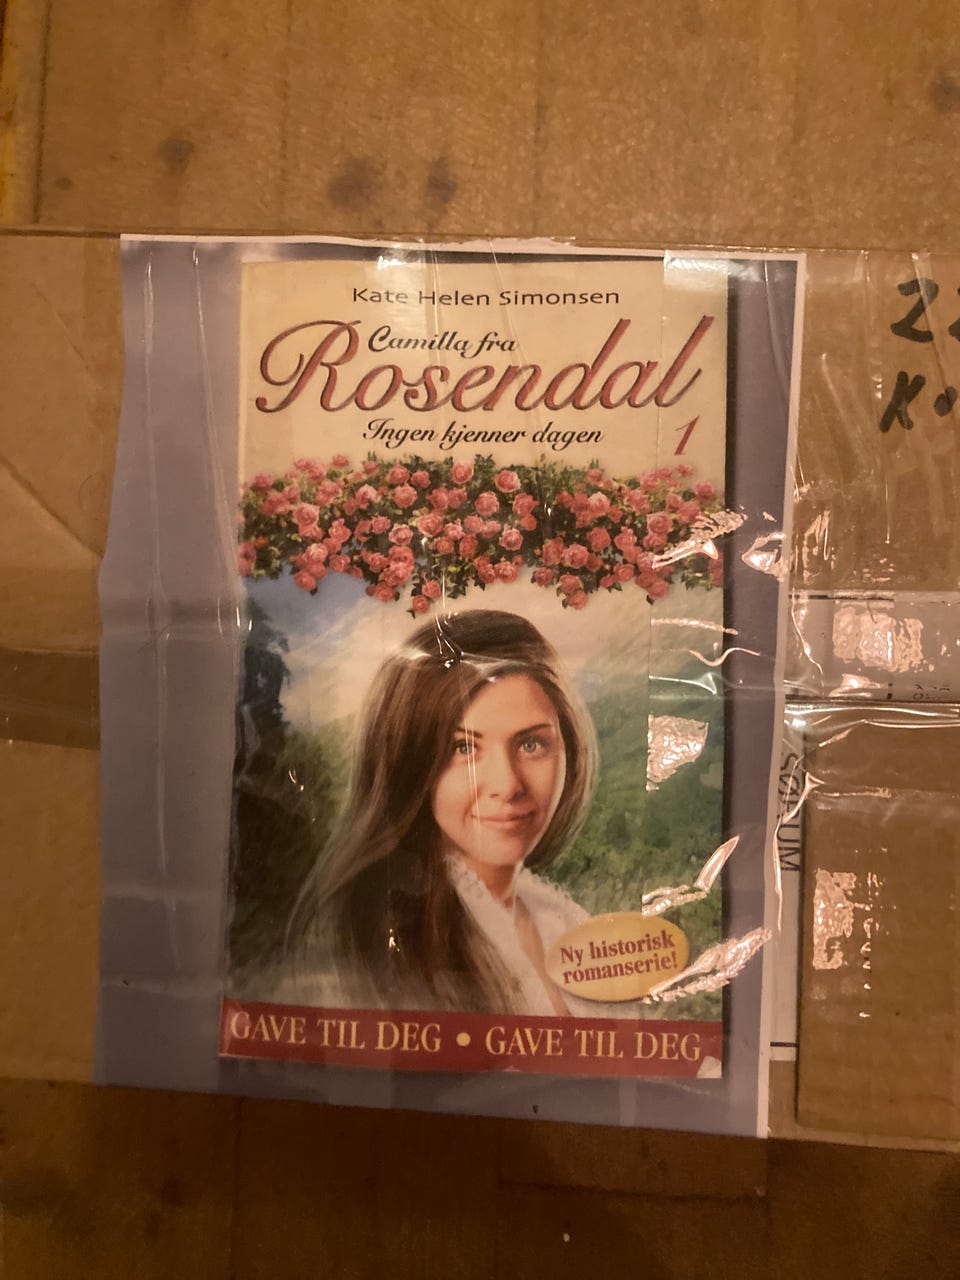 Kate Helen Simonsen
Camilla fra
Rosendal
Ingen kjenner dagen
1
Ny historisk
romanserie!
GAVE TIL DEG • GAVE TIL DEG
SØRUM